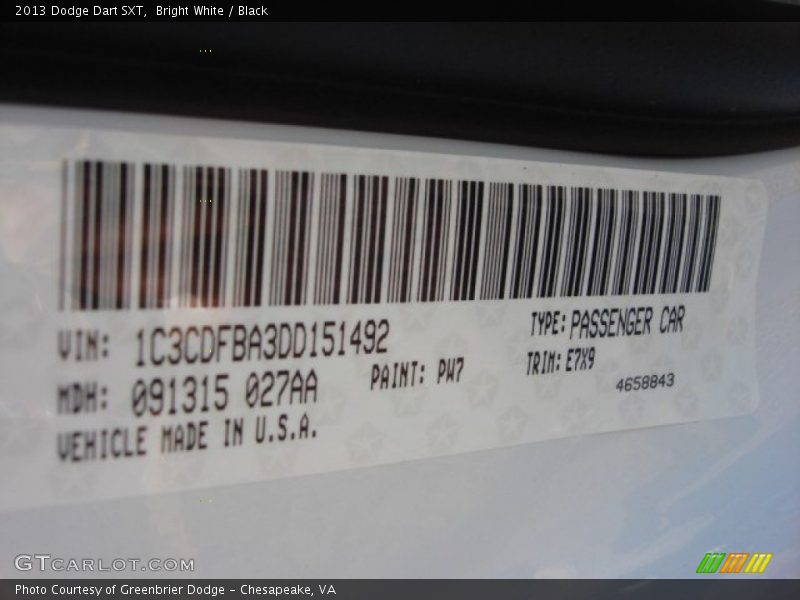 2013 Dodge Dart SXT,  Bright White / Black
VIN: 1C3CDFBA3DD151492
TYPE: PASSENGER CAR
MDH: 091315 027AA
PAINT: PW7
TRIM: E7X9
4658843
VEHICLE MADE IN U.S.A.
GTCARLOT.COM
Photo Courtesy of Greenbrier Dodge - Chesapeake, VA